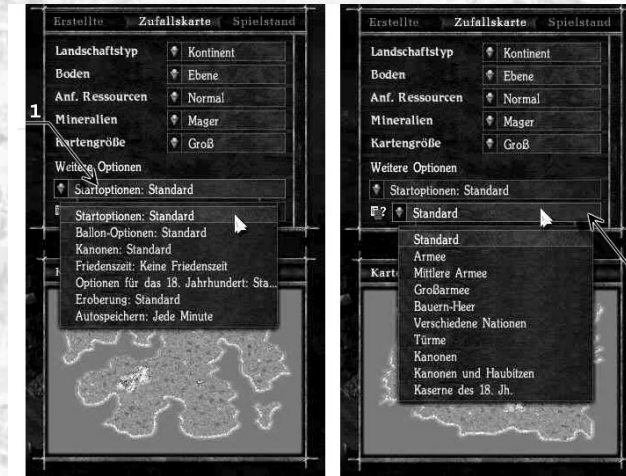 Erstellte Zufallskarte Spielstand
Landschaftstyp Kontinent
Boden Ebene
Anf. Ressourcen Normal
Mineralien Mager
Kartengröße Groß
Weitere Optionen
Startoptionen: Standard
Startoptionen: Standard
Ballon-Optionen: Standard
Kanonen: Standard
Friedenszeit: Keine Friedenszeit
Optionen für das 18. Jahrhundert: Sta...
Eroberung: Standard
Autospeichern: Jede Minute
1
Erstellte Zufallskarte Spielstand
Landschaftstyp Kontinent
Boden Ebene
Anf. Ressourcen Normal
Mineralien Mager
Kartengröße Groß
Weitere Optionen
Startoptionen: Standard
? Standard
Standard
Armee
Mittlere Armee
Großarmee
Bauern-Heer
Verschiedene Nationen
Türme
Kanonen
Kanonen und Haubitzen
Kaserne des 18. Jh.
Kart